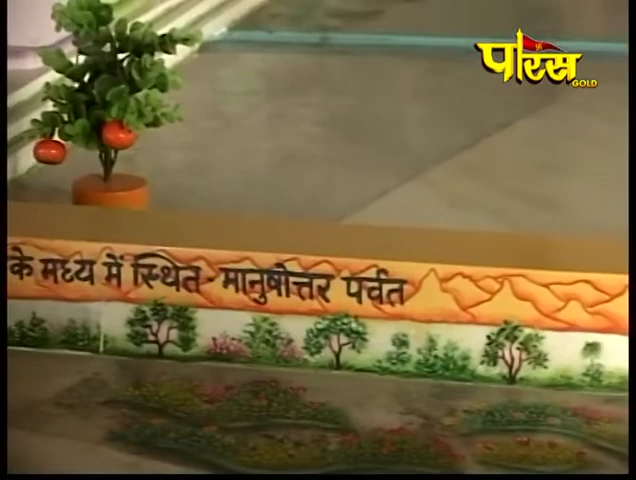 पारस
GOLD
के मध्य में स्थित - मानुषोत्तर पर्वत